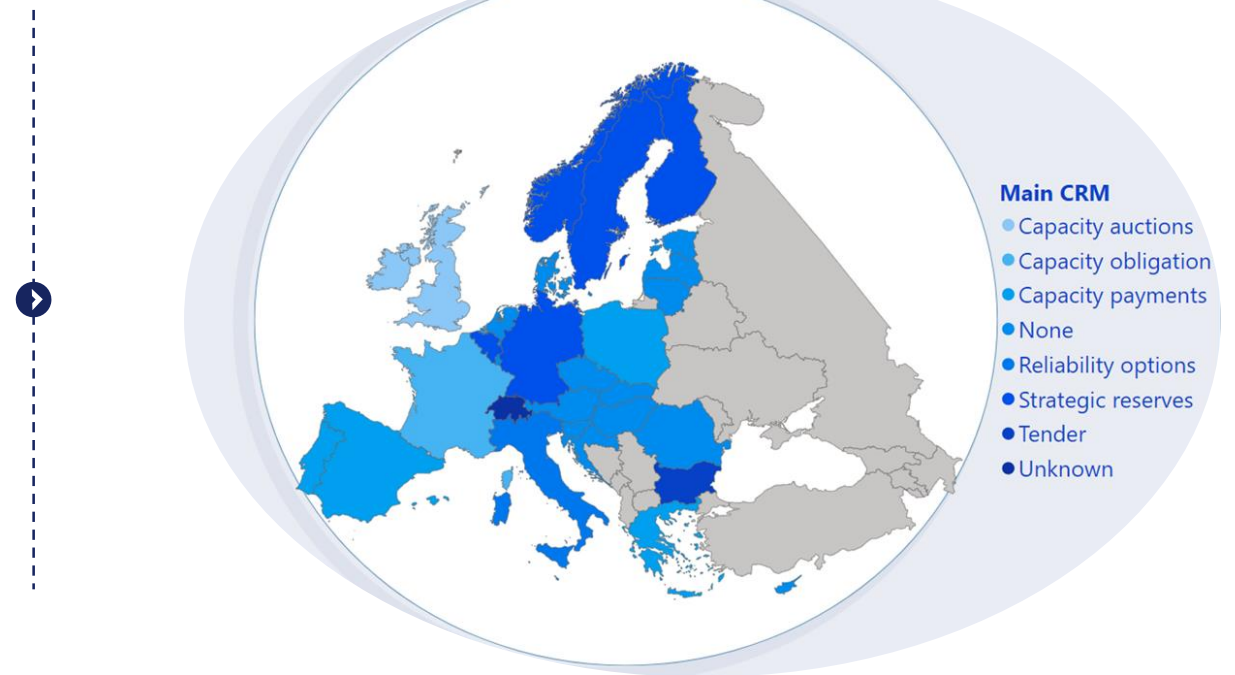 Main CRM
Capacity auctions
Capacity obligation
Capacity payments
None
Reliability options
Strategic reserves
Tender
Unknown